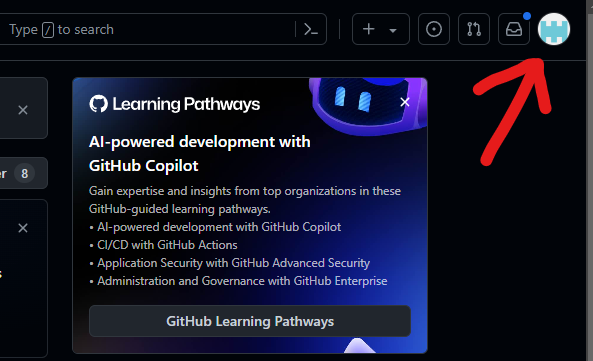 Type / to search
Learning Pathways
AI-powered development with
GitHub Copilot
Gain expertise and insights from top organizations in these
GitHub-guided learning pathways.
• AI-powered development with GitHub Copilot
• CI/CD with GitHub Actions
• Application Security with GitHub Advanced Security
• Administration and Governance with GitHub Enterprise
GitHub Learning Pathways
er 8
s